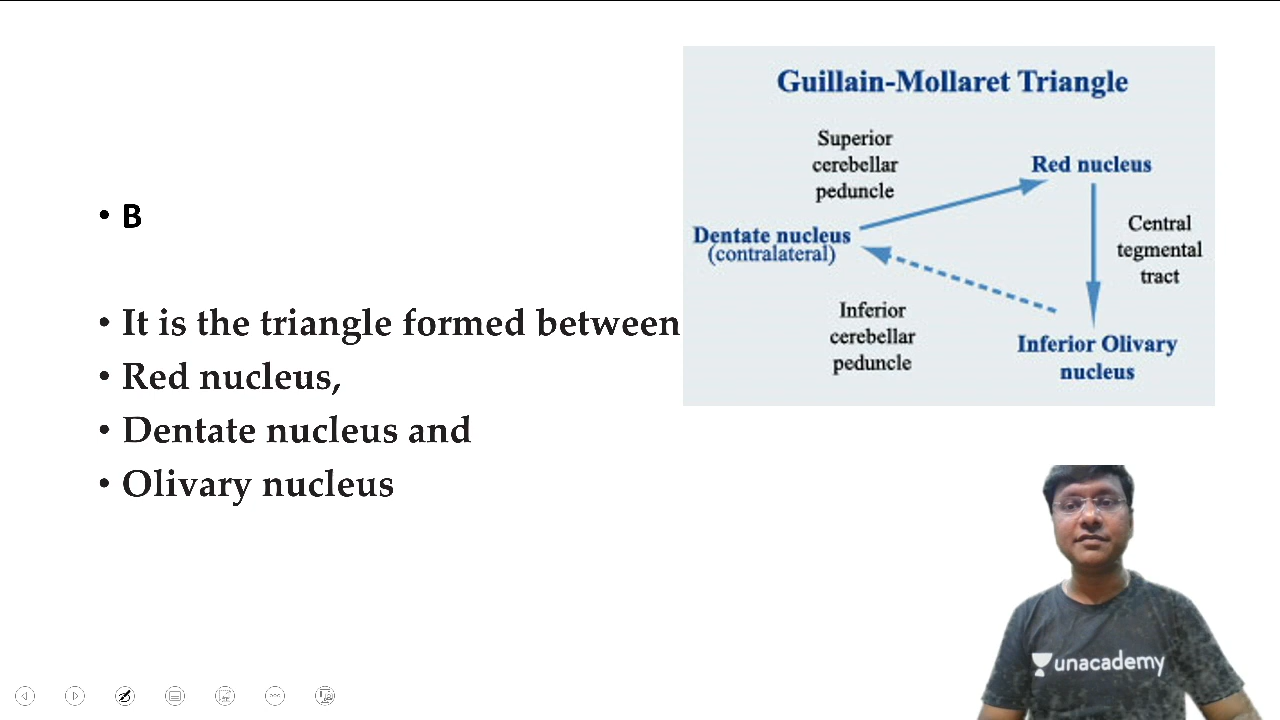 • B
• It is the triangle formed between
• Red nucleus,
• Dentate nucleus and
• Olivary nucleus
Guillain-Mollaret Triangle
Superior
cerebellar
peduncle
Red nucleus
Dentate nucleus
(contralateral)
Central
tegmental
tract
Inferior
cerebellar
peduncle
Inferior Olivary
nucleus
unacademy